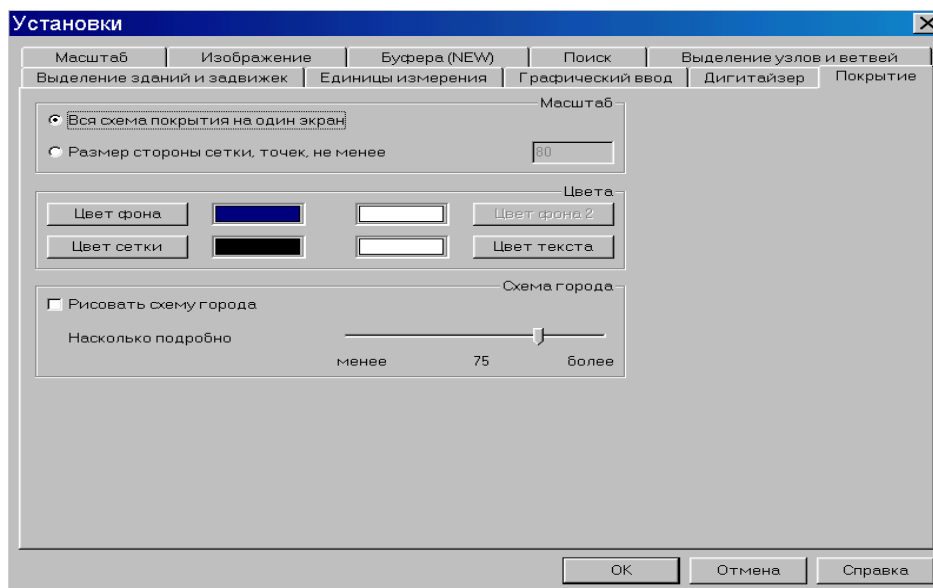 Установки
Масштаб Изображение Буфера (NEW) Поиск Выделение узлов и ветвей
Выделение зданий и задвижек Единицы измерения Графический ввод Дигитайзер Покрытие
Масштаб
Вся схема покрытия на один экран
Размер стороны сетки, точек, не менее 80
Цвета
Цвет фона Цвет фона 2
Цвет сетки Цвет текста
Схема города
Рисовать схему города
Насколько подробно
менее 75 более
OK Отмена Справка